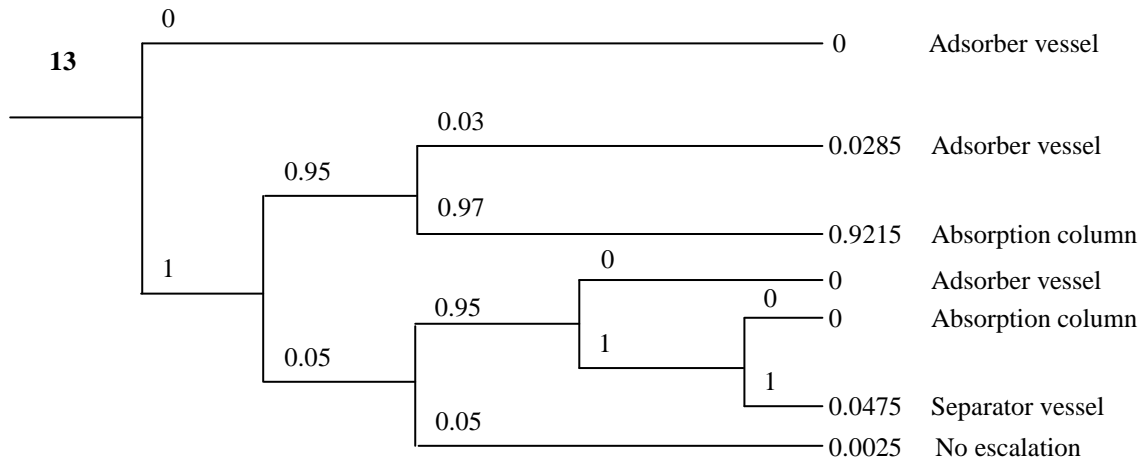 0
13
0 Adsorber vessel
0.03
0.0285 Adsorber vessel
0.95
0.97
0.9215 Absorption column
1
0
0 Adsorber vessel
0.95
0
0 Absorption column
0.05
1
1
0.0475 Separator vessel
0.05
0.0025 No escalation